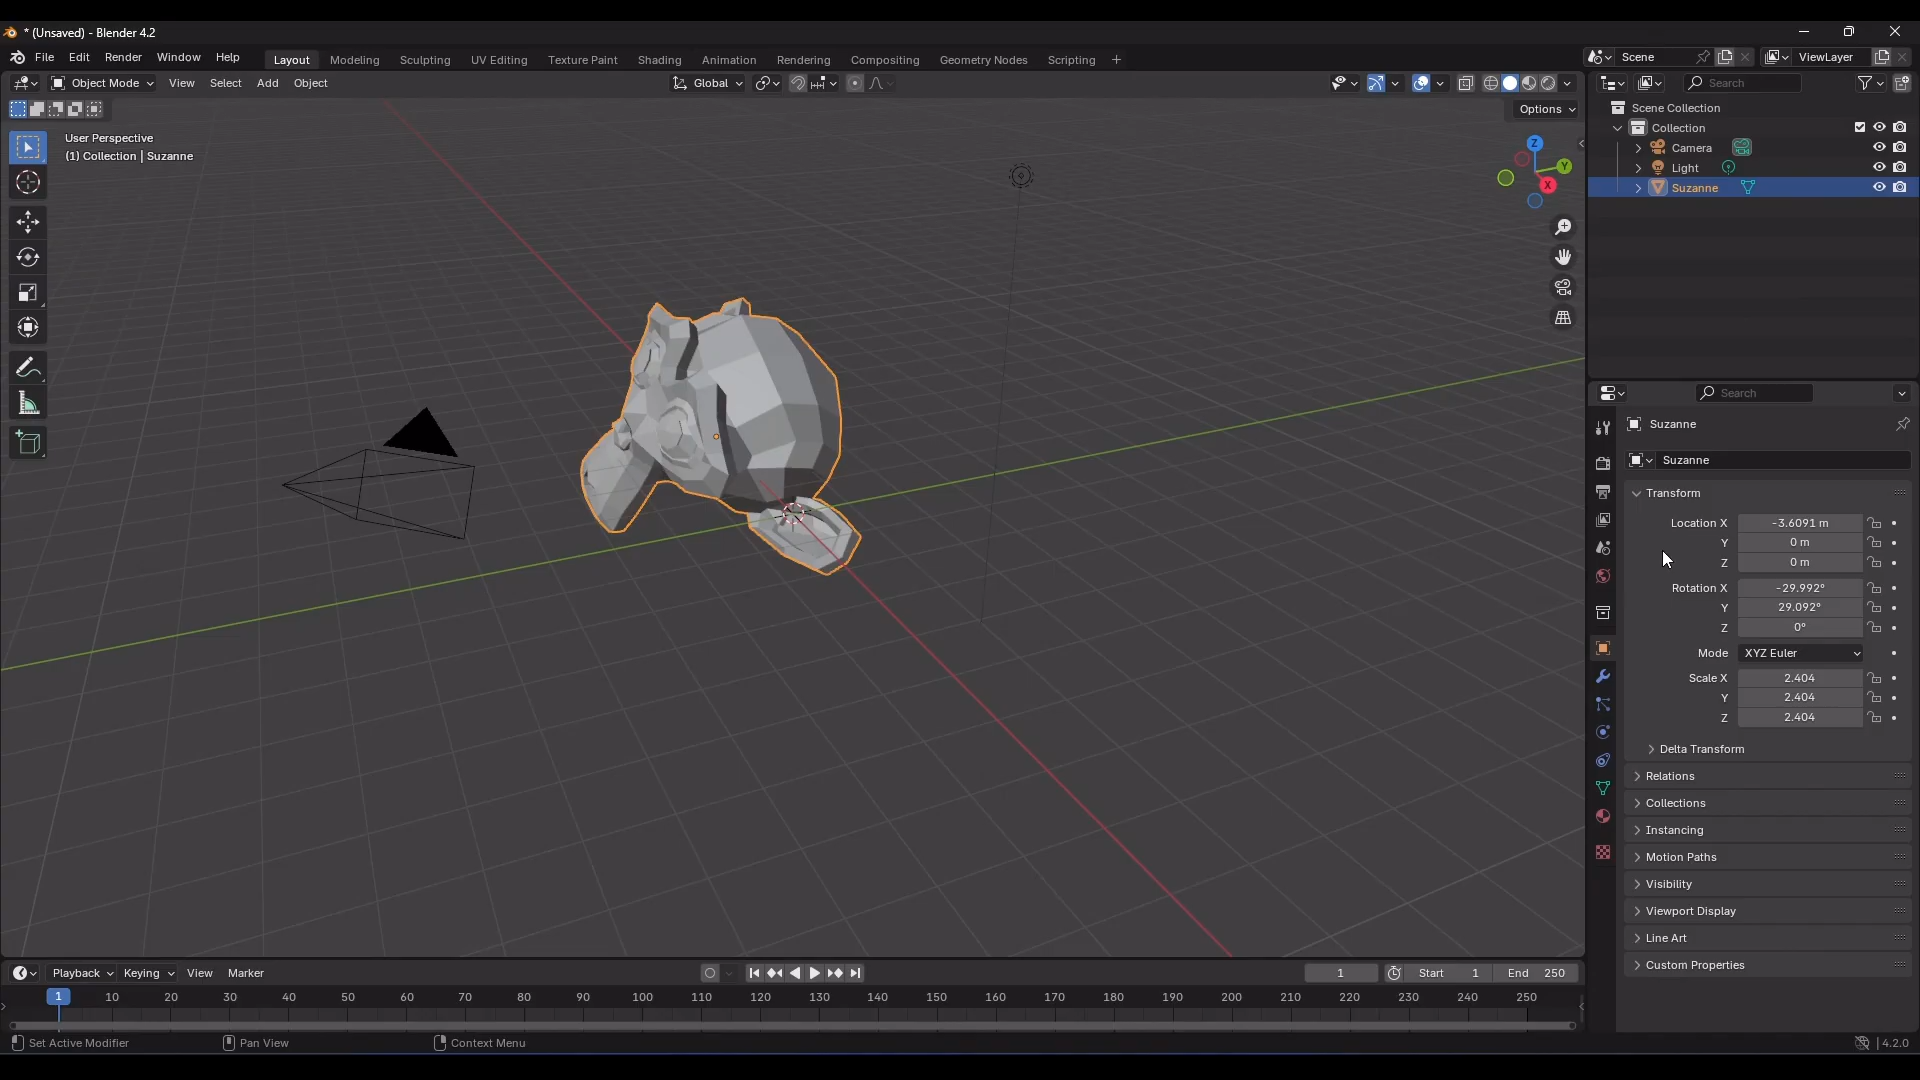 * (Unsaved) - Blender 4.2
File Edit Render Window Help Layout Modeling Sculpting UV Editing Texture Paint Shading Animation Rendering Compositing Geometry Nodes Scripting + Scene ViewLayer
Object Mode View Select Add Object Global Search
Options
User Perspective
(1) Collection | Suzanne
Z
Y
X
Scene Collection
Collection
Camera
Light
Suzanne
Search
Suzanne
Suzanne
Transform
Location X -3.6091 m
Y 0 m
Z 0 m
Rotation X -29.992°
Y 29.092°
Z 0°
Mode XYZ Euler
Scale X 2.404
Y 2.404
Z 2.404
Delta Transform
Relations
Collections
Instancing
Motion Paths
Visibility
Viewport Display
Line Art
Custom Properties
Playback Keying View Marker 1 Start 1 End 250
1 10 20 30 40 50 60 70 80 90 100 110 120 130 140 150 160 170 180 190 200 210 220 230 240 250
Set Active Modifier Pan View Context Menu 4.2.0